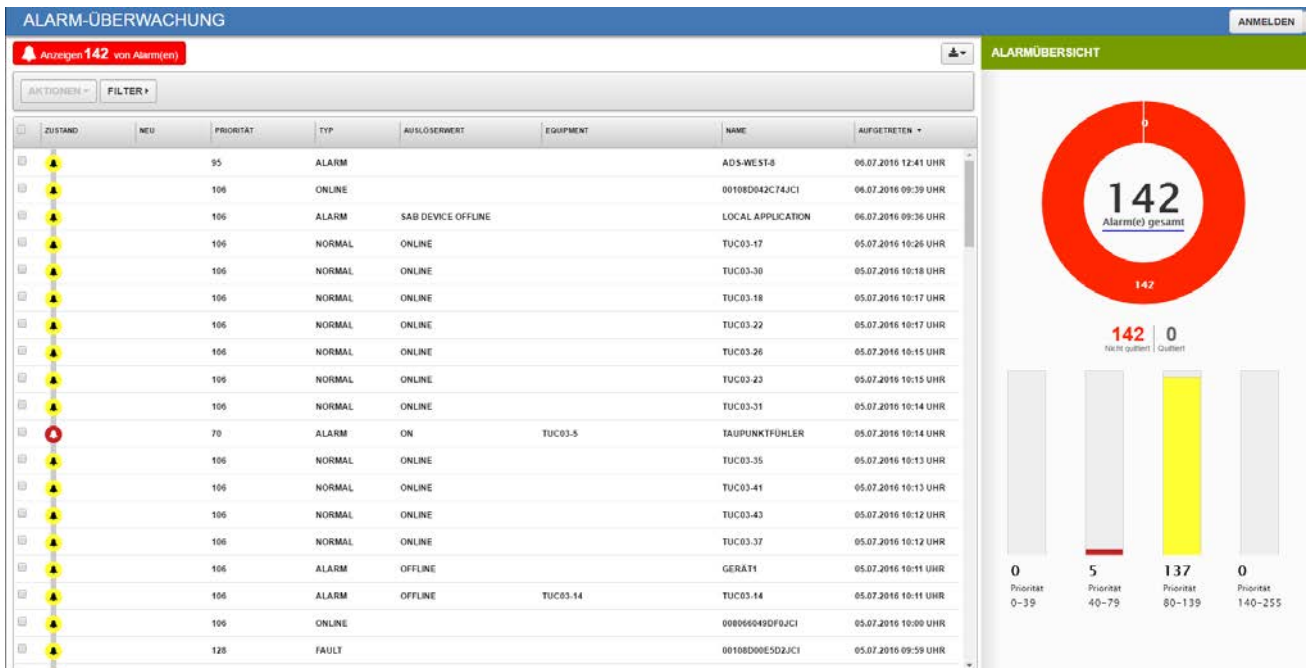 ALARM-ÜBERWACHUNG
ANMELDEN
Anzeigen 142 von Alarm(en)
ALARMÜBERSICHT
AKTIONEN FILTER
ZUSTAND NEU PRIORITÄT TYP AUSLÖSERWERT EQUIPMENT NAME AUFGETRETEN
95 ALARM ADS-WEST-8 06.07.2016 12:41 UHR
106 ONLINE 00108D042C74JCI 06.07.2016 09:39 UHR
106 ALARM SAB DEVICE OFFLINE LOCAL APPLICATION 06.07.2016 09:36 UHR
106 NORMAL ONLINE TUC03-17 05.07.2016 10:26 UHR
106 NORMAL ONLINE TUC03-30 05.07.2016 10:18 UHR
106 NORMAL ONLINE TUC03-18 05.07.2016 10:17 UHR
106 NORMAL ONLINE TUC03-22 05.07.2016 10:17 UHR
106 NORMAL ONLINE TUC03-26 05.07.2016 10:15 UHR
106 NORMAL ONLINE TUC03-23 05.07.2016 10:15 UHR
106 NORMAL ONLINE TUC03-31 05.07.2016 10:14 UHR
70 ALARM ON TUC03-5 TAUPUNKTFÜHLER 05.07.2016 10:14 UHR
106 NORMAL ONLINE TUC03-35 05.07.2016 10:13 UHR
106 NORMAL ONLINE TUC03-41 05.07.2016 10:13 UHR
106 NORMAL ONLINE TUC03-43 05.07.2016 10:12 UHR
106 NORMAL ONLINE TUC03-37 05.07.2016 10:12 UHR
106 ALARM OFFLINE GERÄT1 05.07.2016 10:11 UHR
106 ALARM OFFLINE TUC03-14 TUC03-14 05.07.2016 10:11 UHR
106 ONLINE 008066049DF0JCI 05.07.2016 10:00 UHR
128 FAULT 00108D00E5D2JCI 05.07.2016 09:59 UHR
0
142
Alarm(e) gesamt
142
142 0
Nicht quittiert Quittiert
0 5 137 0
Priorität Priorität Priorität Priorität
0-39 40-79 80-139 140-255